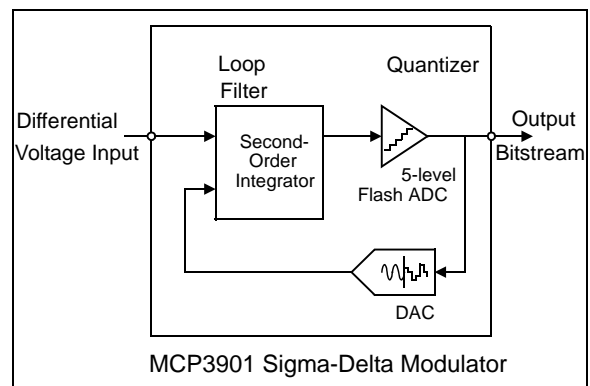 Loop
Filter
Quantizer
Differential
Voltage Input
Second-
Order
Integrator
5-level
Flash ADC
Output
Bitstream
DAC
MCP3901 Sigma-Delta Modulator